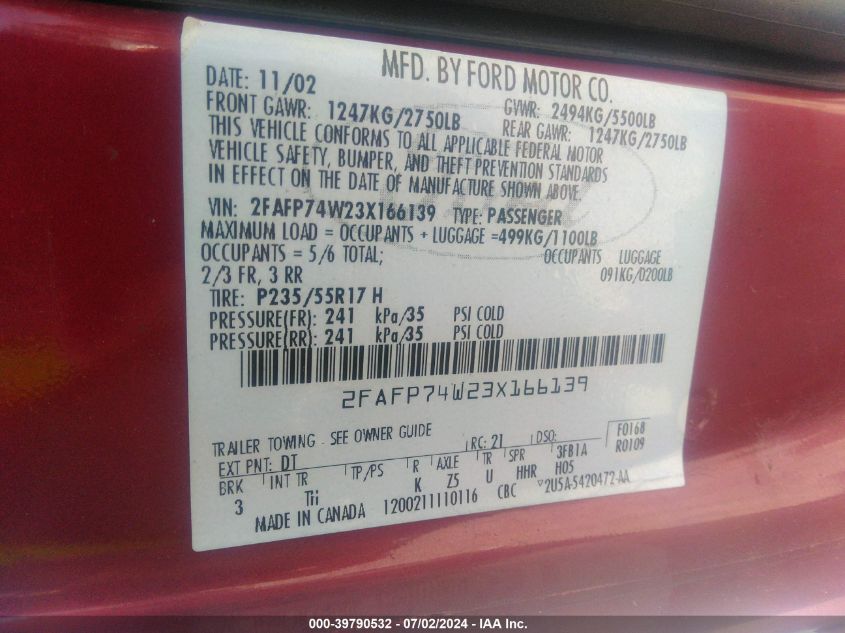 MFD. BY FORD MOTOR CO.
DATE: 11/02 GVWR: 2494KG/5500LB
FRONT GAWR: 1247KG/2750LB REAR GAWR: 1247KG/2750LB
THIS VEHICLE CONFORMS TO ALL APPLICABLE FEDERAL MOTOR
VEHICLE SAFETY, BUMPER, AND THEFT PREVENTION STANDARDS
IN EFFECT ON THE DATE OF MANUFACTURE SHOWN ABOVE.
VIN: 2FAFP74W23X166139 TYPE: PASSENGER
MAXIMUM LOAD = OCCUPANTS + LUGGAGE =499KG/1100LB
OCCUPANTS = 5/6 TOTAL; OCCUPANTS LUGGAGE
2/3 FR, 3 RR 091KG/0200LB
TIRE: P235/55R17 H
PRESSURE(FR): 241 kPa/35 PSI COLD
PRESSURE(RR): 241 kPa/35 PSI COLD
2FAFP74W23X166139
TRAILER TOWING - SEE OWNER GUIDE RC: 21 DSO: F0168
EXT PNT: DT 3FB1A R0109
BRK INT TR TP/PS R AXLE TR SPR H05
3 Tii K Z5 U HHR ▽2U5A-5420472-AA
MADE IN CANADA 1200211110116 CBC
000-39790532 - 07/02/2024 - IAA Inc.